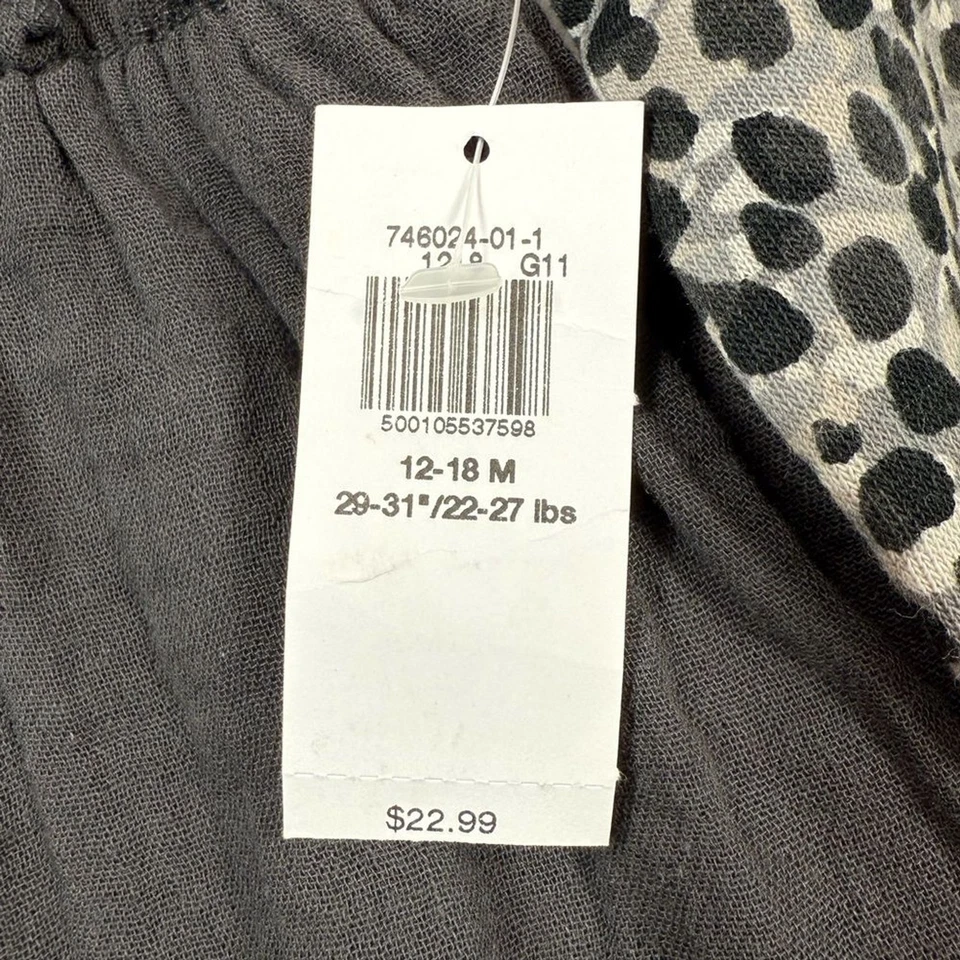 746024-01-1
G11
500105537598
12-18 M
29-31"/22-27 lbs
$22.99